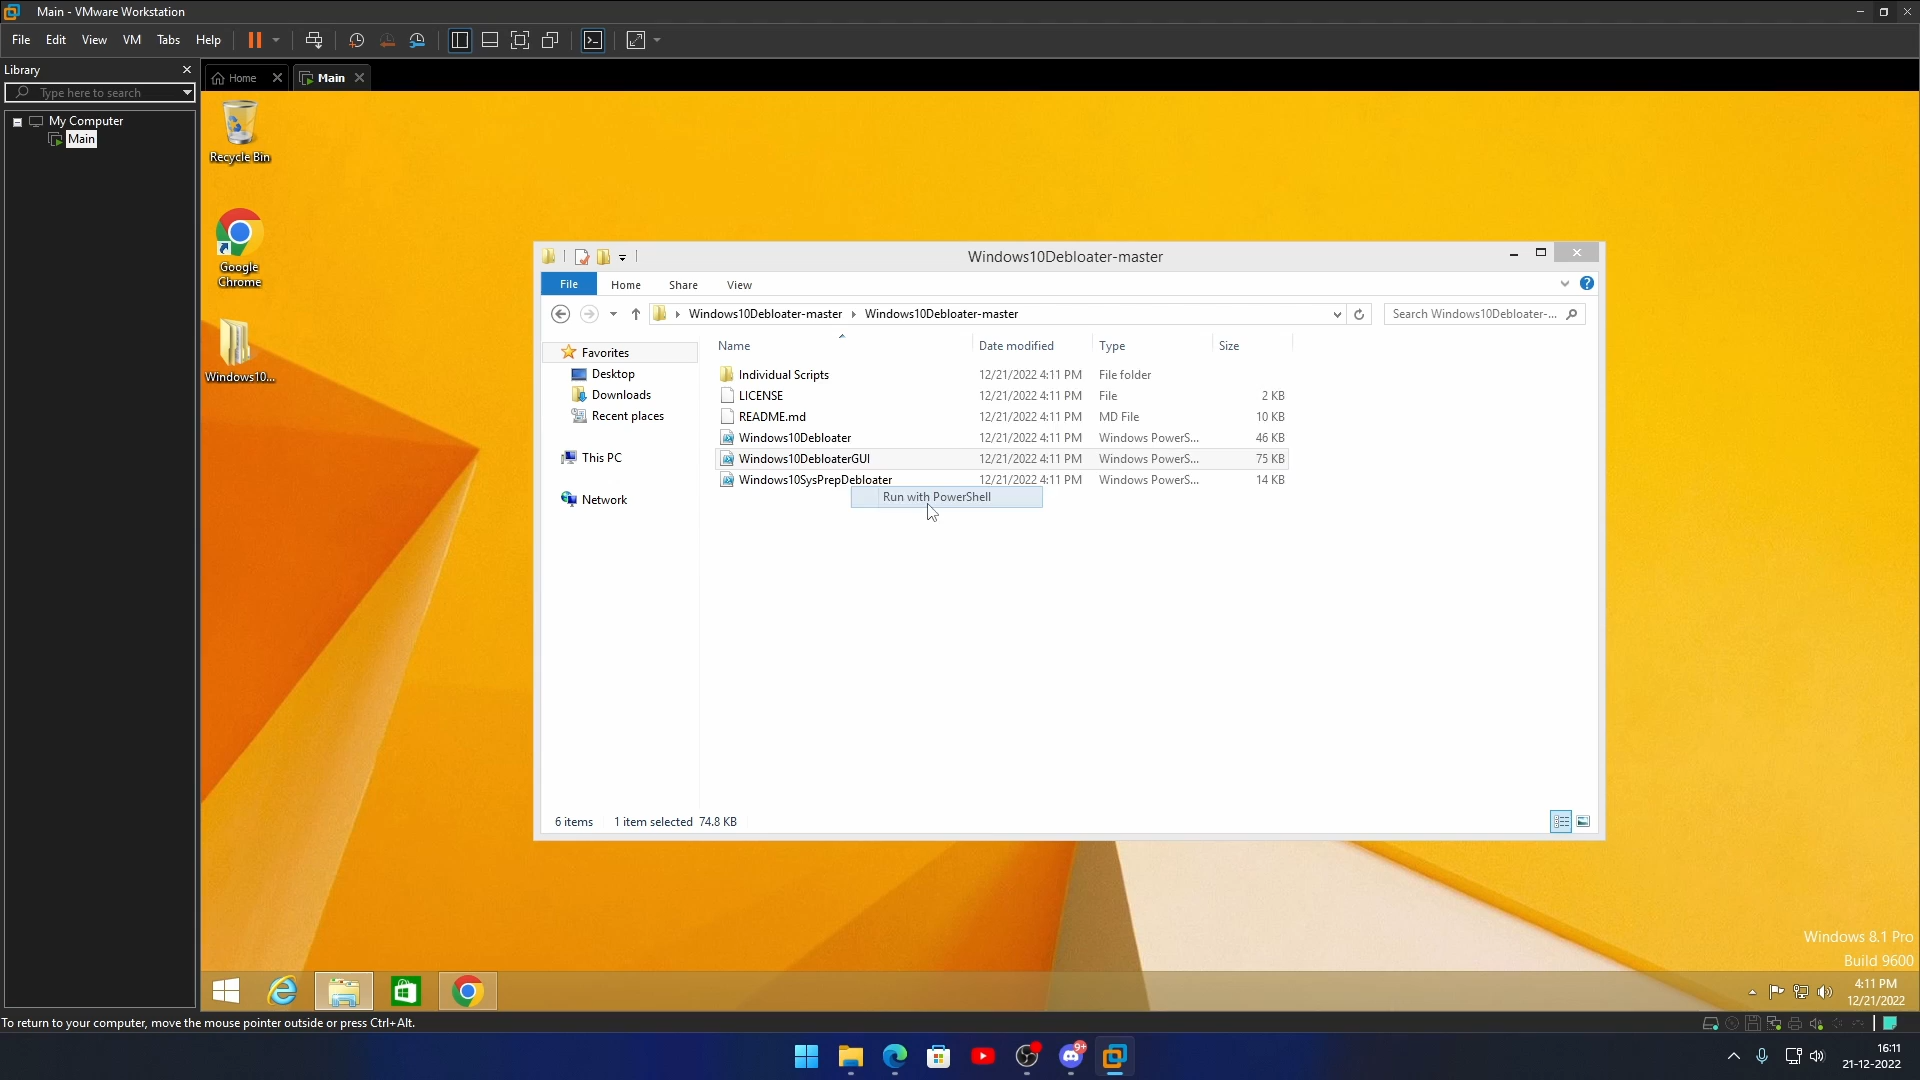 Main - VMware Workstation
File Edit View VM Tabs Help
Library
Type here to search
My Computer
Main
Home
Main
Recycle Bin
Google
Chrome
Windows10...
Windows10Debloater-master
File Home Share View
Windows10Debloater-master Windows10Debloater-master
Search Windows10Debloater-...
Name Date modified Type Size
Favorites
Desktop
Downloads
Recent places
This PC
Network
Individual Scripts 12/21/2022 4:11 PM File folder
LICENSE 12/21/2022 4:11 PM File 2 KB
README.md 12/21/2022 4:11 PM MD File 10 KB
Windows10Debloater 12/21/2022 4:11 PM Windows PowerS... 46 KB
Windows10DebloaterGUI 12/21/2022 4:11 PM Windows PowerS... 75 KB
Windows10SysPrepDebloater 12/21/2022 4:11 PM Windows PowerS... 14 KB
Run with PowerShell
6 items 1 item selected 74.8 KB
Windows 8.1 Pro
Build 9600
4:11 PM
12/21/2022
To return to your computer, move the mouse pointer outside or press Ctrl+Alt.
9+
16:11
21-12-2022